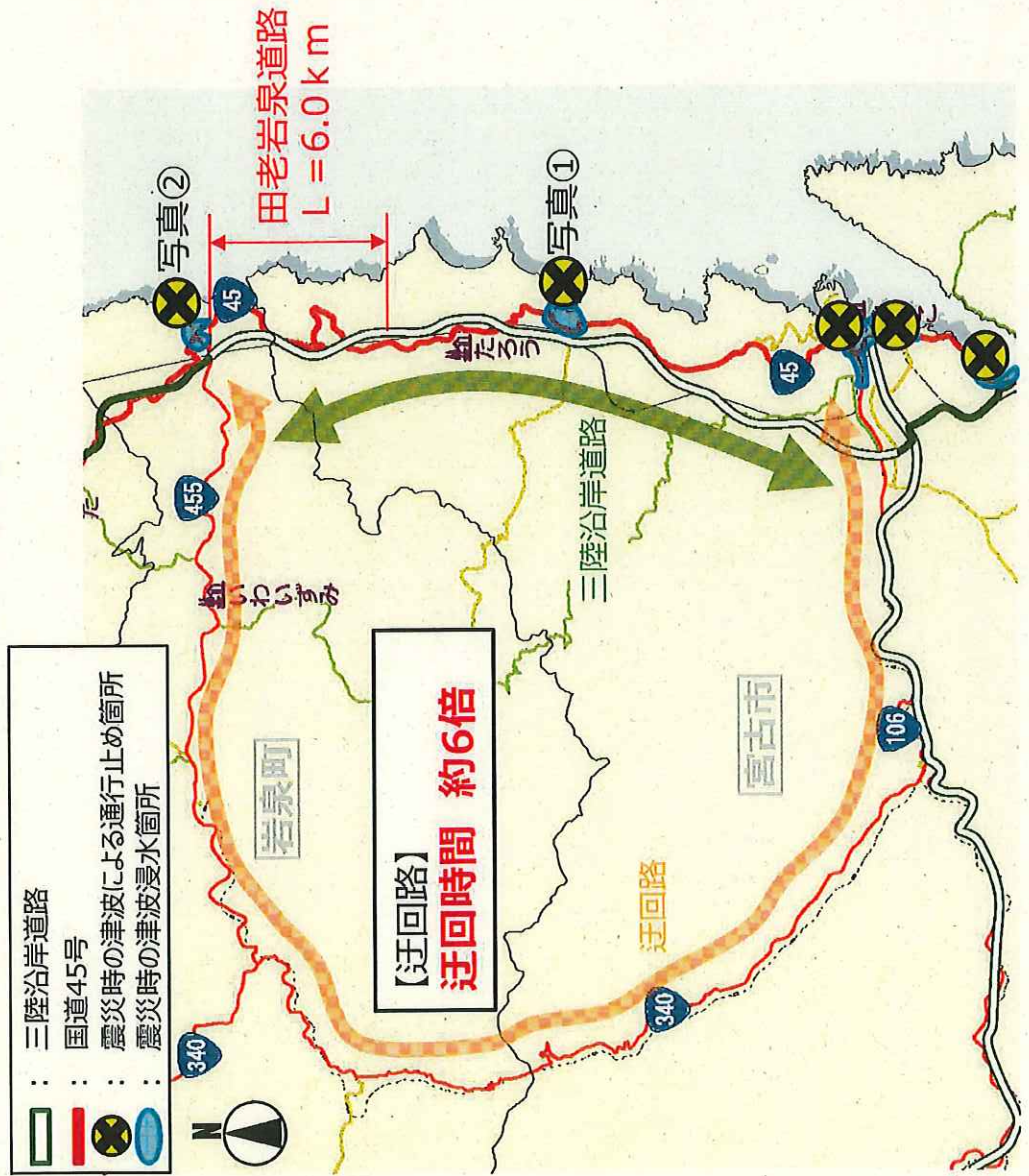 ：三陸沿岸道路
：国道45号
：震災時の津波による通行止め箇所
：震災時の津波浸水箇所
N
340
455
45
写真②
田老岩泉道路
L＝6.0km
いわいずみ
岩泉町
たろう
写真①
【迂回路】
迂回時間 約6倍
三陸沿岸道路
宮古市
迂回路
340
106
45